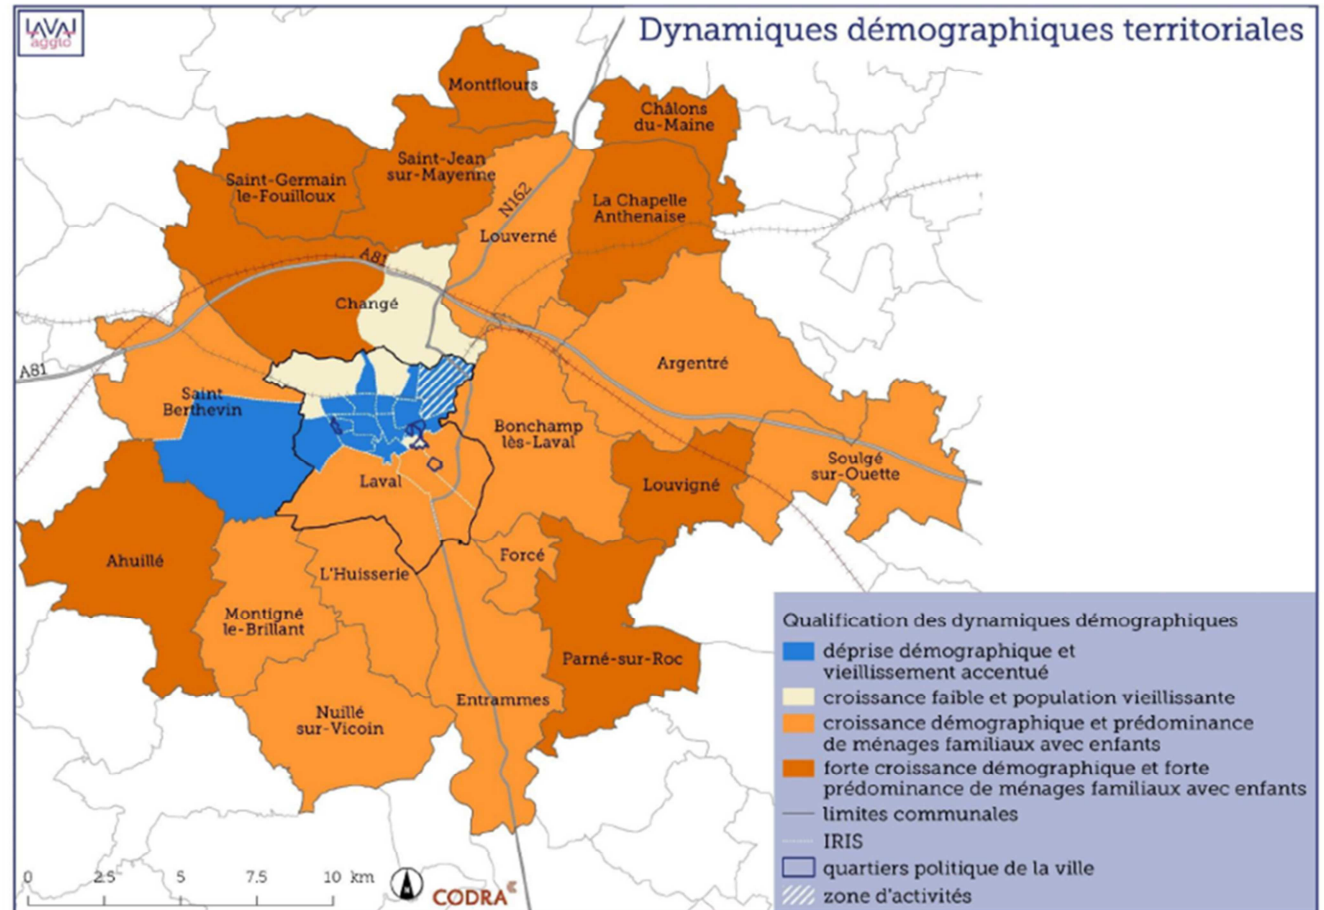 LAVAL
agglo
Dynamiques démographiques territoriales
Montflours
Châlons
du-Maine
Saint-Jean
sur-Mayenne
Saint-Germain
le-Fouilloux
La Chapelle
Anthenaise
N162
Louverné
A81
Changé
A81
Argentré
Saint
Berthevin
Bonchamp
lès-Laval
Soulgé
sur-Ouette
Laval
Louvigné
Ahuillé
Forcé
L'Huisserie
Montigné
le-Brillant
Parné-sur-Roc
Entrammes
Nuillé
sur-Vicoin
Qualification des dynamiques démographiques
déprise démographique et
vieillissement accentué
croissance faible et population vieillissante
croissance démographique et prédominance
de ménages familiaux avec enfants
forte croissance démographique et forte
prédominance de ménages familiaux avec enfants
limites communales
IRIS
quartiers politique de la ville
zone d'activités
0 2.5 5 7.5 10 km
CODRA